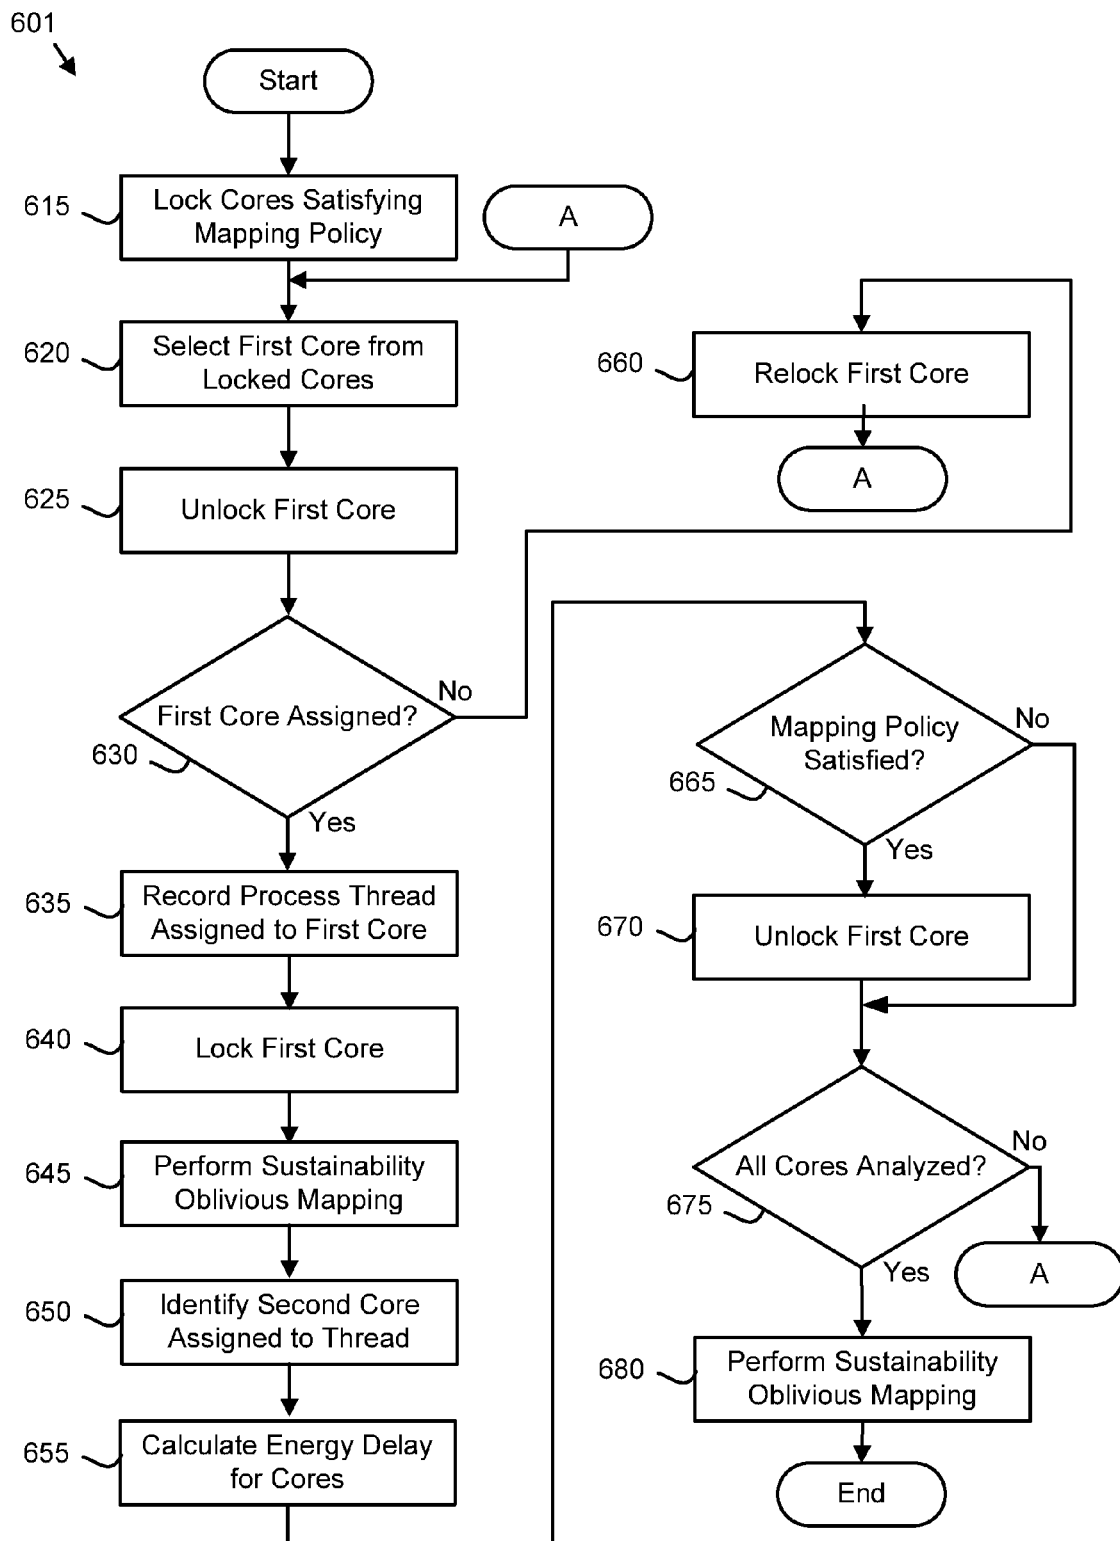 601
Start
615
Lock Cores Satisfying
Mapping Policy
A
620
Select First Core from
Locked Cores
660
Relock First Core
A
625
Unlock First Core
First Core Assigned?
No
630
Yes
635
Record Process Thread
Assigned to First Core
640
Lock First Core
645
Perform Sustainability
Oblivious Mapping
650
Identify Second Core
Assigned to Thread
655
Calculate Energy Delay
for Cores
Mapping Policy
Satisfied?
No
665
Yes
670
Unlock First Core
All Cores Analyzed?
No
675
A
Yes
680
Perform Sustainability
Oblivious Mapping
End